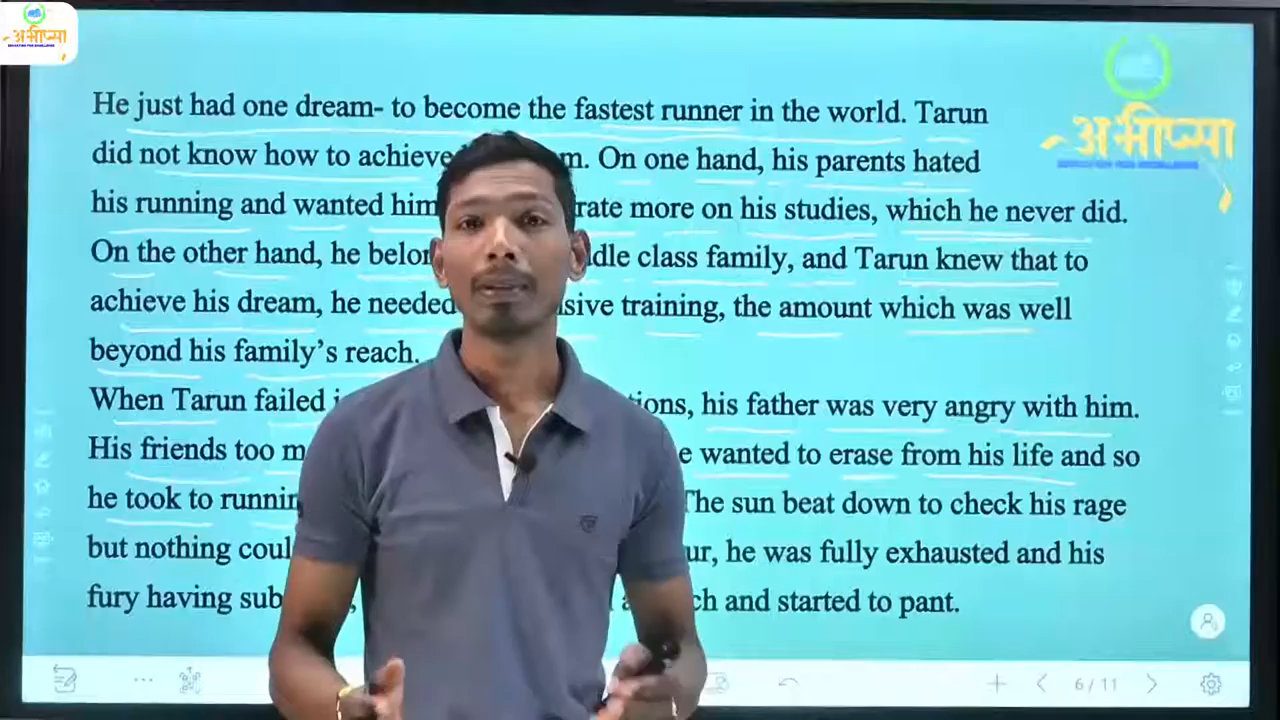 अभीप्सा
EDUCATION FOR EXCELLENCE
He just had one dream- to become the fastest runner in the world. Tarun
did not know how to achieve m. On one hand, his parents hated
his running and wanted him rate more on his studies, which he never did.
On the other hand, he belon dle class family, and Tarun knew that to
achieve his dream, he needed sive training, the amount which was well
beyond his family's reach.
When Tarun failed i tions, his father was very angry with him.
His friends too m e wanted to erase from his life and so
he took to runnin The sun beat down to check his rage
but nothing coul ur, he was fully exhausted and his
fury having sub a ch and started to pant.
अभीप्सा
EDUCATION FOR EXCELLENCE
6/11